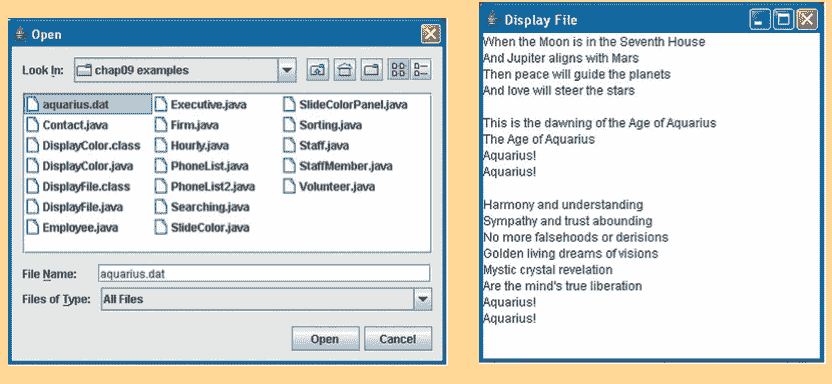 Open
Look In: chap09 examples
aquarius.dat Executive.java SlideColorPanel.java
Contact.java Firm.java Sorting.java
DisplayColor.class Hourly.java Staff.java
DisplayColor.java PhoneList.java StaffMember.java
DisplayFile.class PhoneList2.java Volunteer.java
DisplayFile.java Searching.java
Employee.java SlideColor.java
File Name: aquarius.dat
Files of Type: All Files
Open Cancel
Display File
When the Moon is in the Seventh House
And Jupiter aligns with Mars
Then peace will guide the planets
And love will steer the stars
This is the dawning of the Age of Aquarius
The Age of Aquarius
Aquarius!
Aquarius!
Harmony and understanding
Sympathy and trust abounding
No more falsehoods or derisions
Golden living dreams of visions
Mystic crystal revelation
Are the mind's true liberation
Aquarius!
Aquarius!